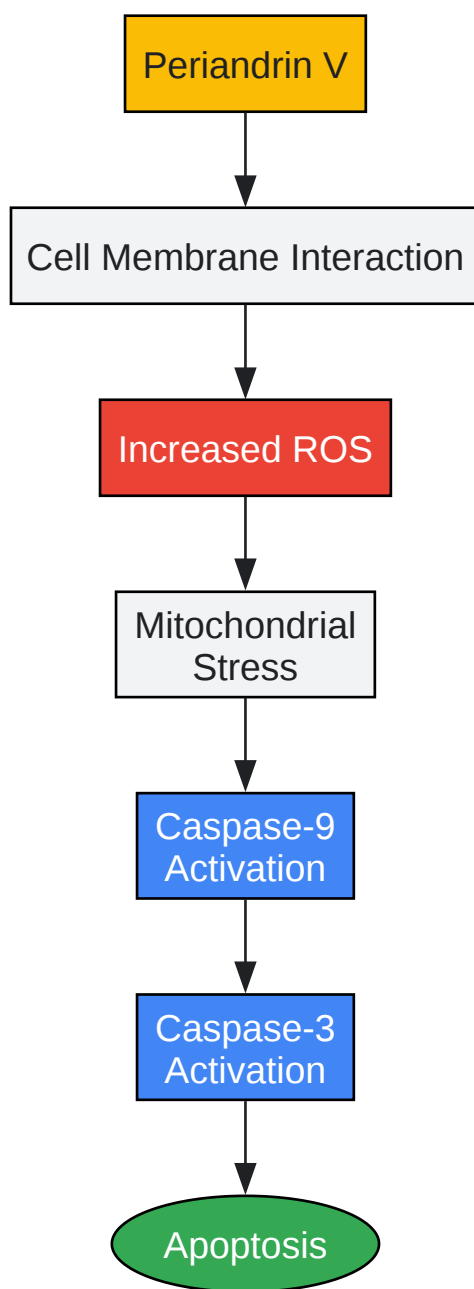 Periandrin V
Cell Membrane Interaction
Increased ROS
Mitochondrial
Stress
Caspase-9
Activation
Caspase-3
Activation
Apoptosis